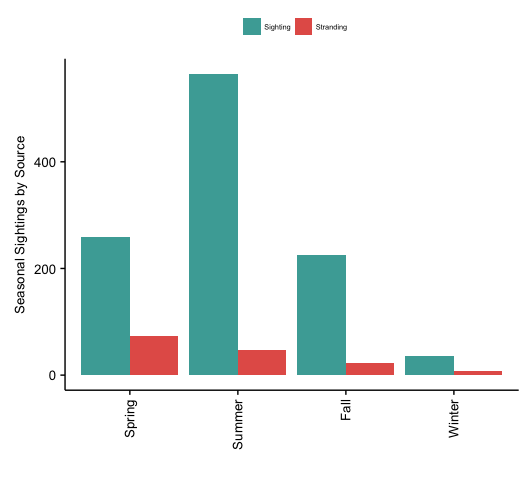 Sighting Stranding
Seasonal Sightings by Source
400
200
0
Spring
Summer
Fall
Winter